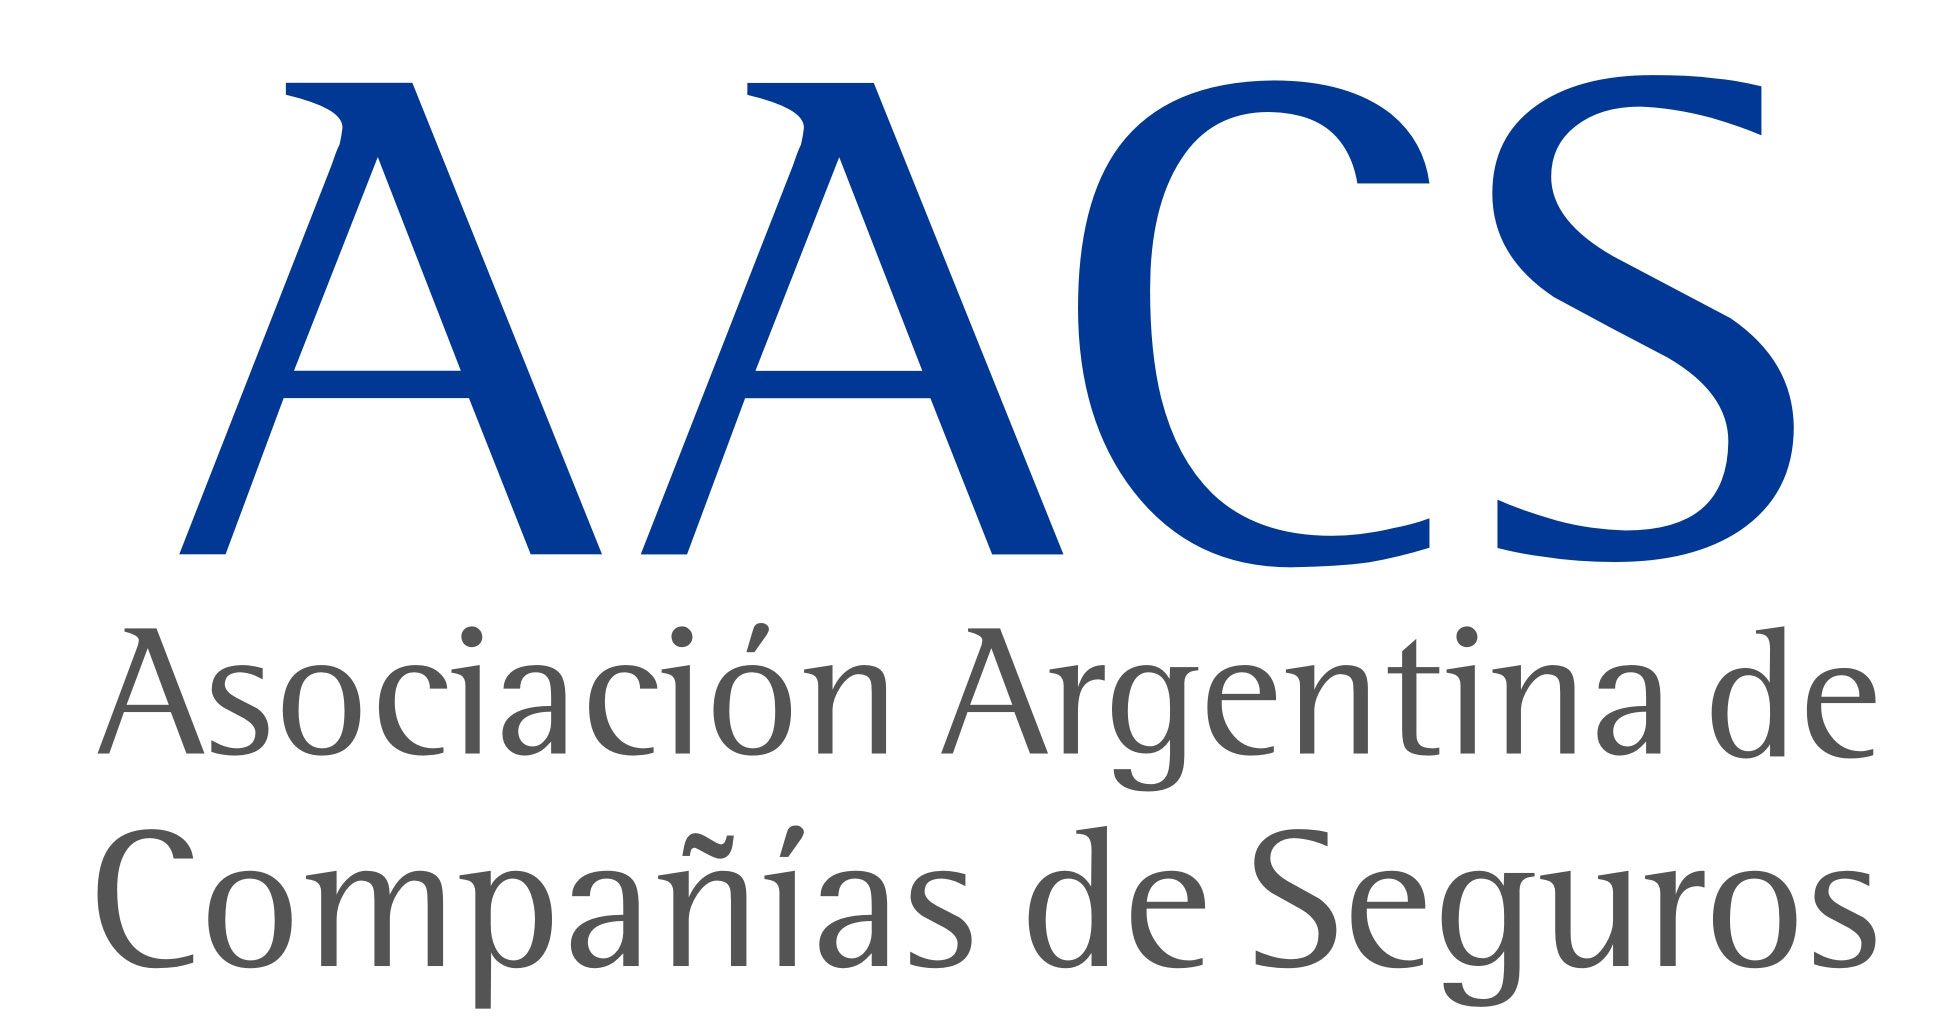 AACS
Asociación Argentina de
Compañías de Seguros